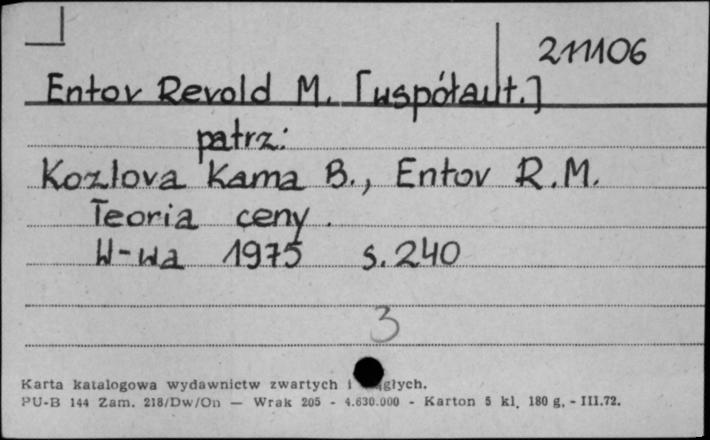 211106
Entov Revold M. [współaut.]
patrz:
Kozlova Kama B., Entov R.M.
Teoria ceny.
W-wa 1975 s. 240
3
Karta katalogowa wydawnictw zwartych i
PU-B 144 Zam. 218/Dw/On — Wrak 205 - 4.630.000 - Karton 5 kl. 180 g. - III.72.